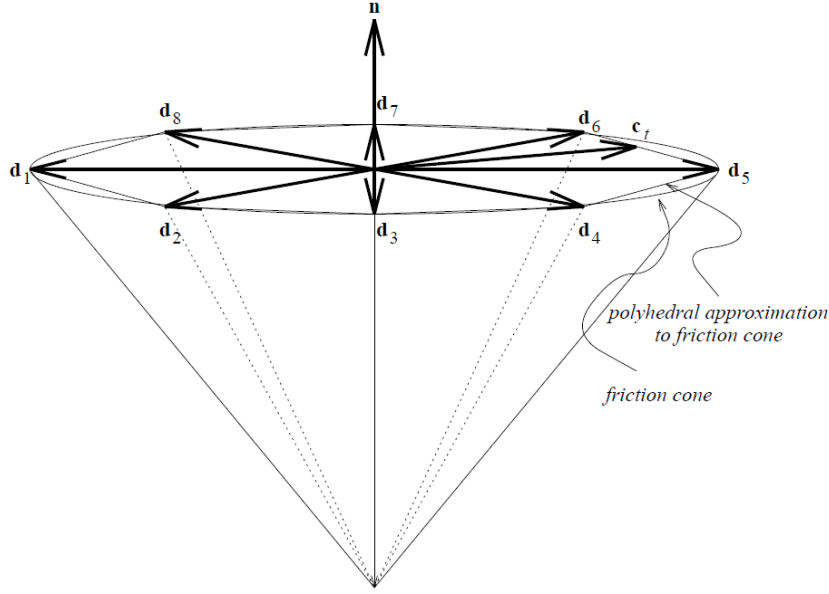 n
d8
d7
d6
ct
d1
d5
d2
d3
d4
polyhedral approximation
to friction cone
friction cone